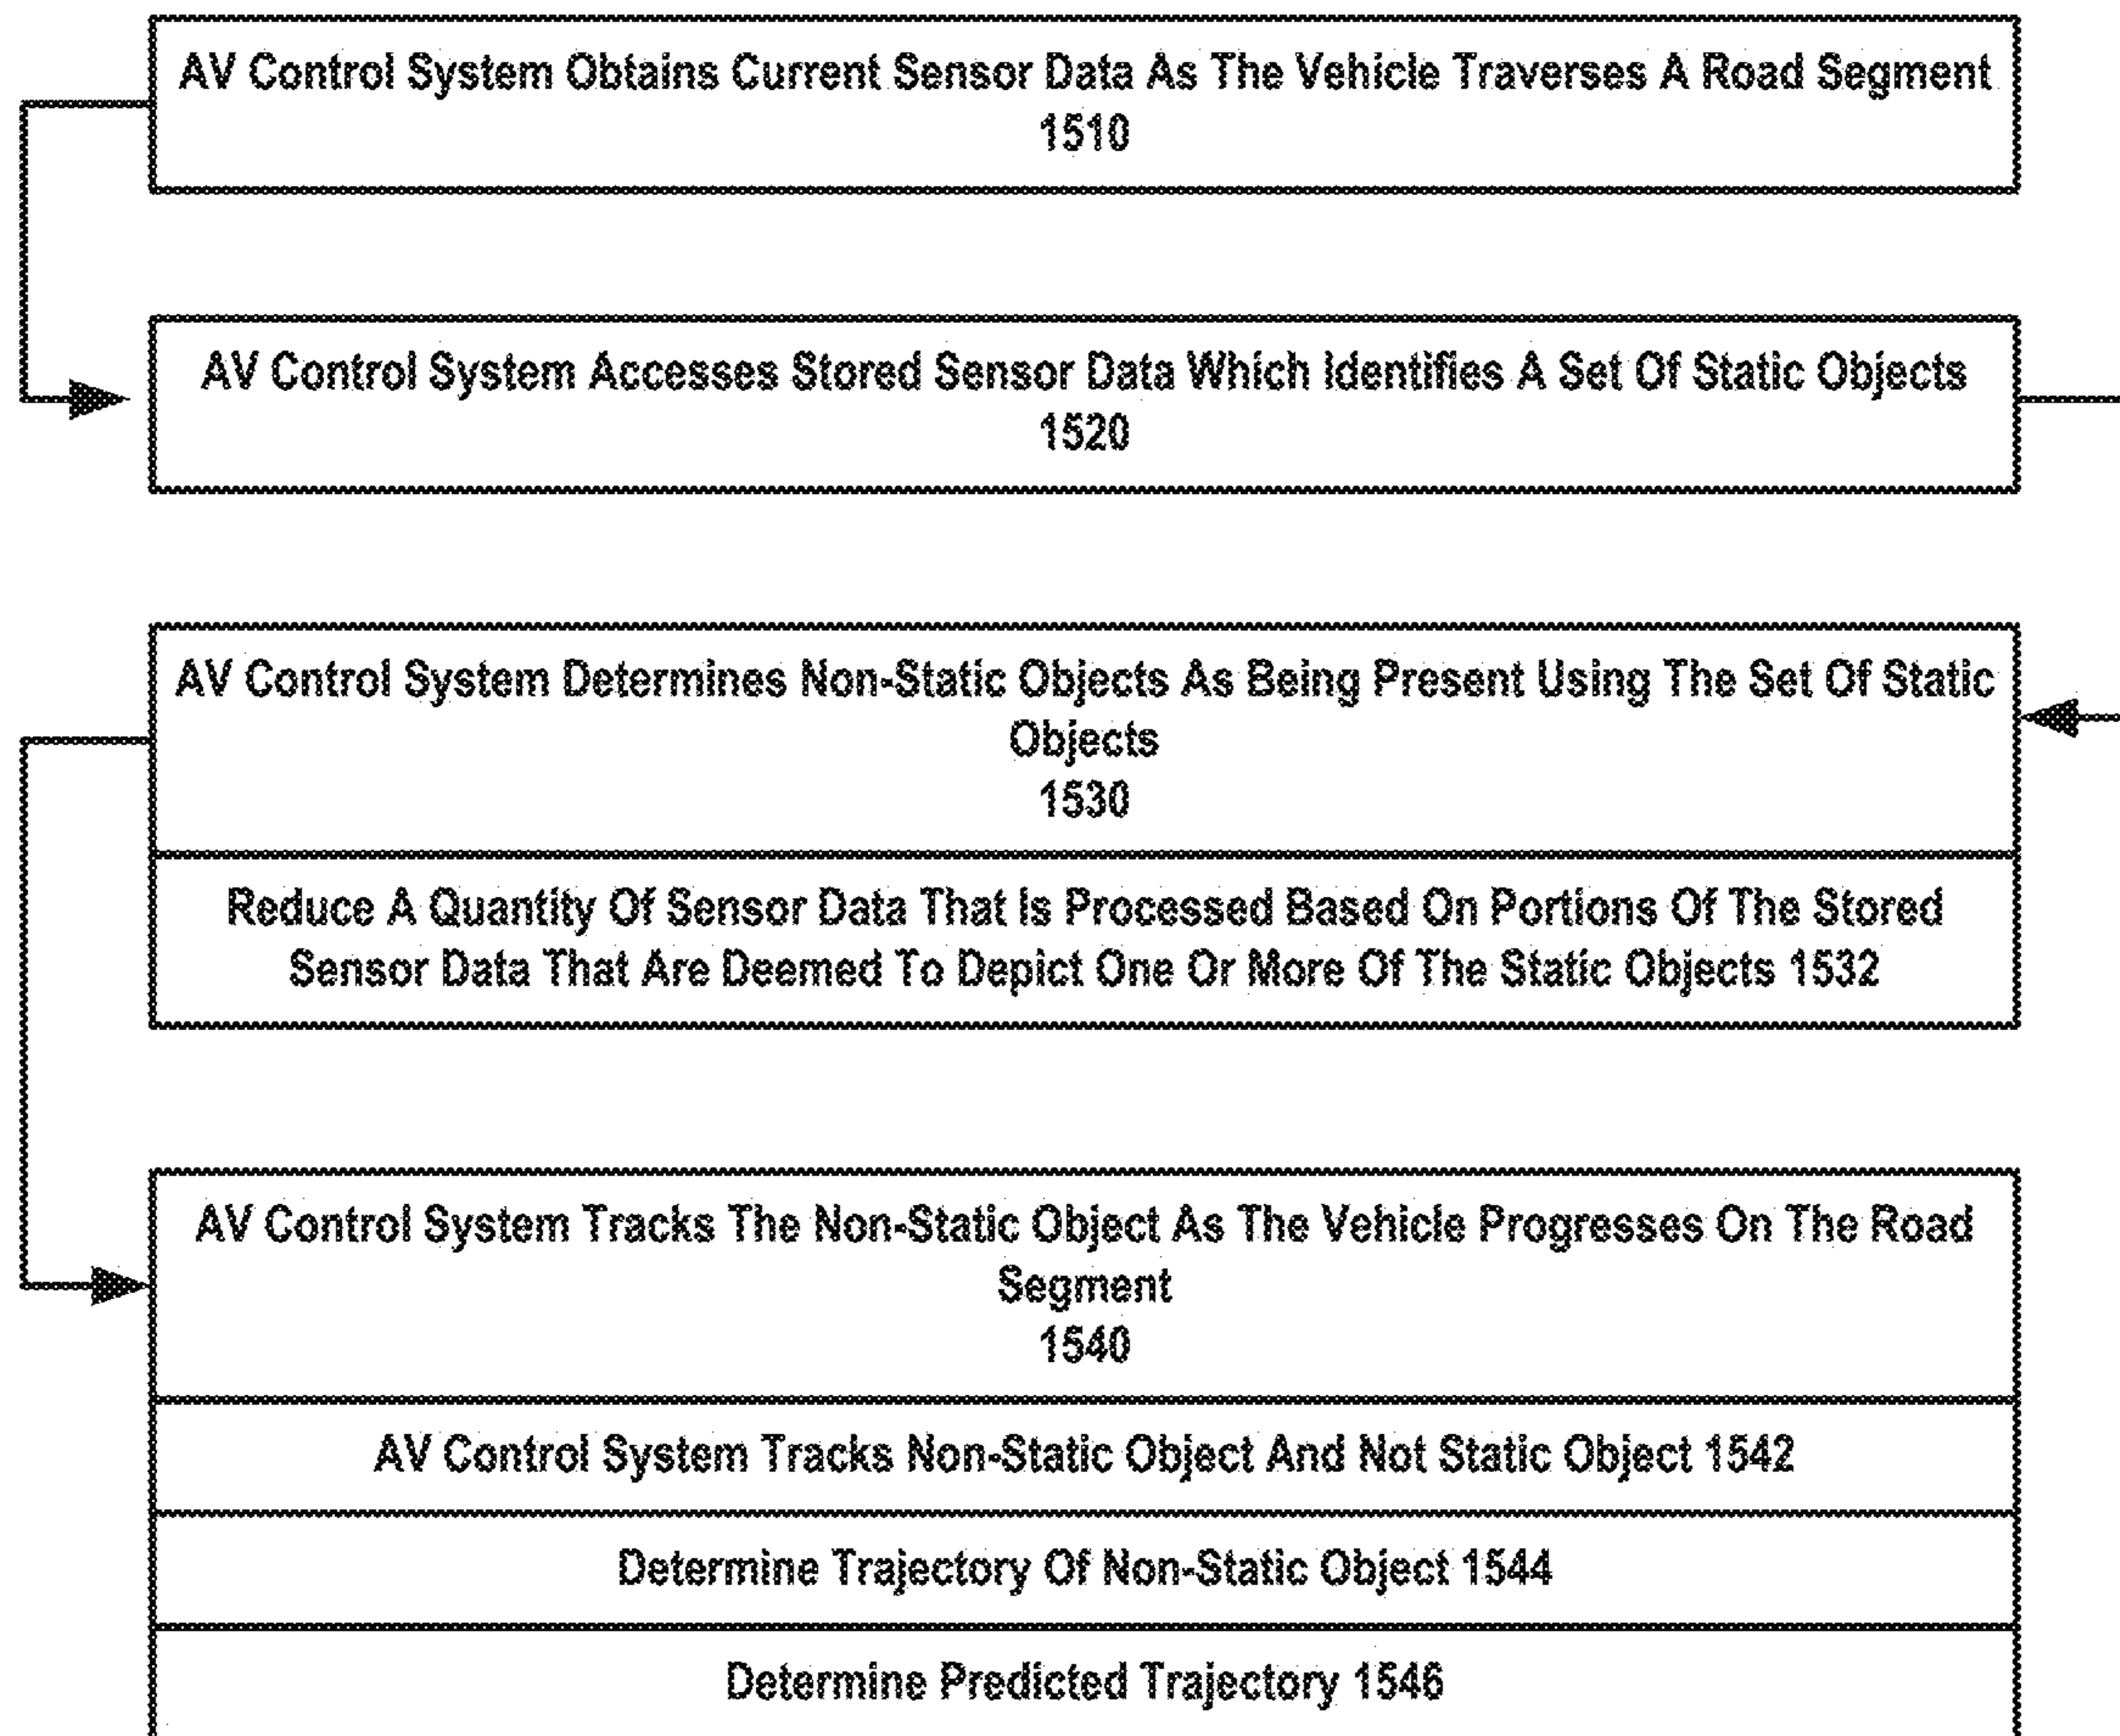 AV Control System Obtains Current Sensor Data As The Vehicle Traverses A Road Segment
1510
AV Control System Accesses Stored Sensor Data Which Identifies A Set Of Static Objects
1520
AV Control System Determines Non-Static Objects As Being Present Using The Set Of Static
Objects
1530
Reduce A Quantity Of Sensor Data That Is Processed Based On Portions Of The Stored
Sensor Data That Are Deemed To Depict One Or More Of The Static Objects 1532
AV Control System Tracks The Non-Static Object As The Vehicle Progresses On The Road
Segment
1540
AV Control System Tracks Non-Static Object And Not Static Object 1542
Determine Trajectory Of Non-Static Object 1544
Determine Predicted Trajectory 1546